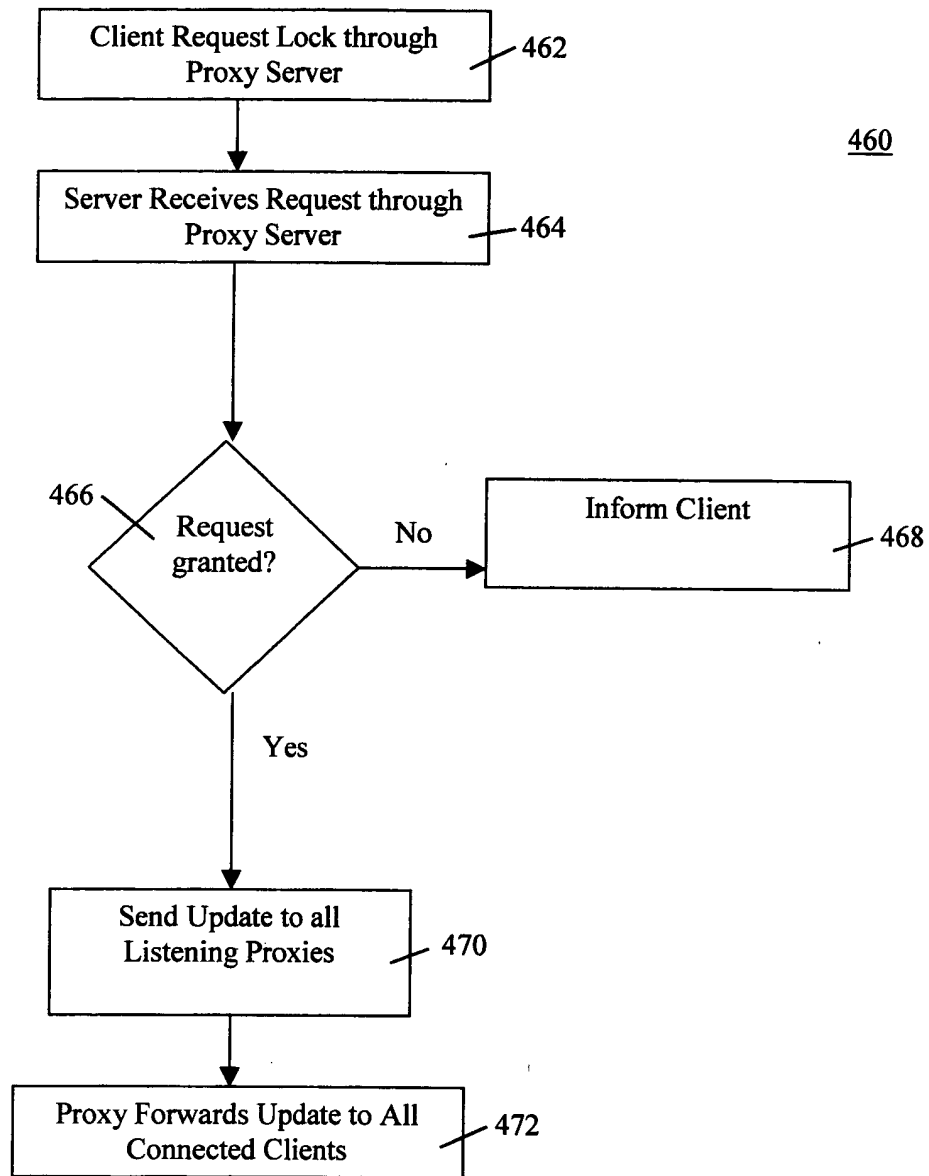 Client Request Lock through
Proxy Server
462
460
Server Receives Request through
Proxy Server
464
466
Request
granted?
No
Inform Client
468
Yes
Send Update to all
Listening Proxies
470
Proxy Forwards Update to All
Connected Clients
472